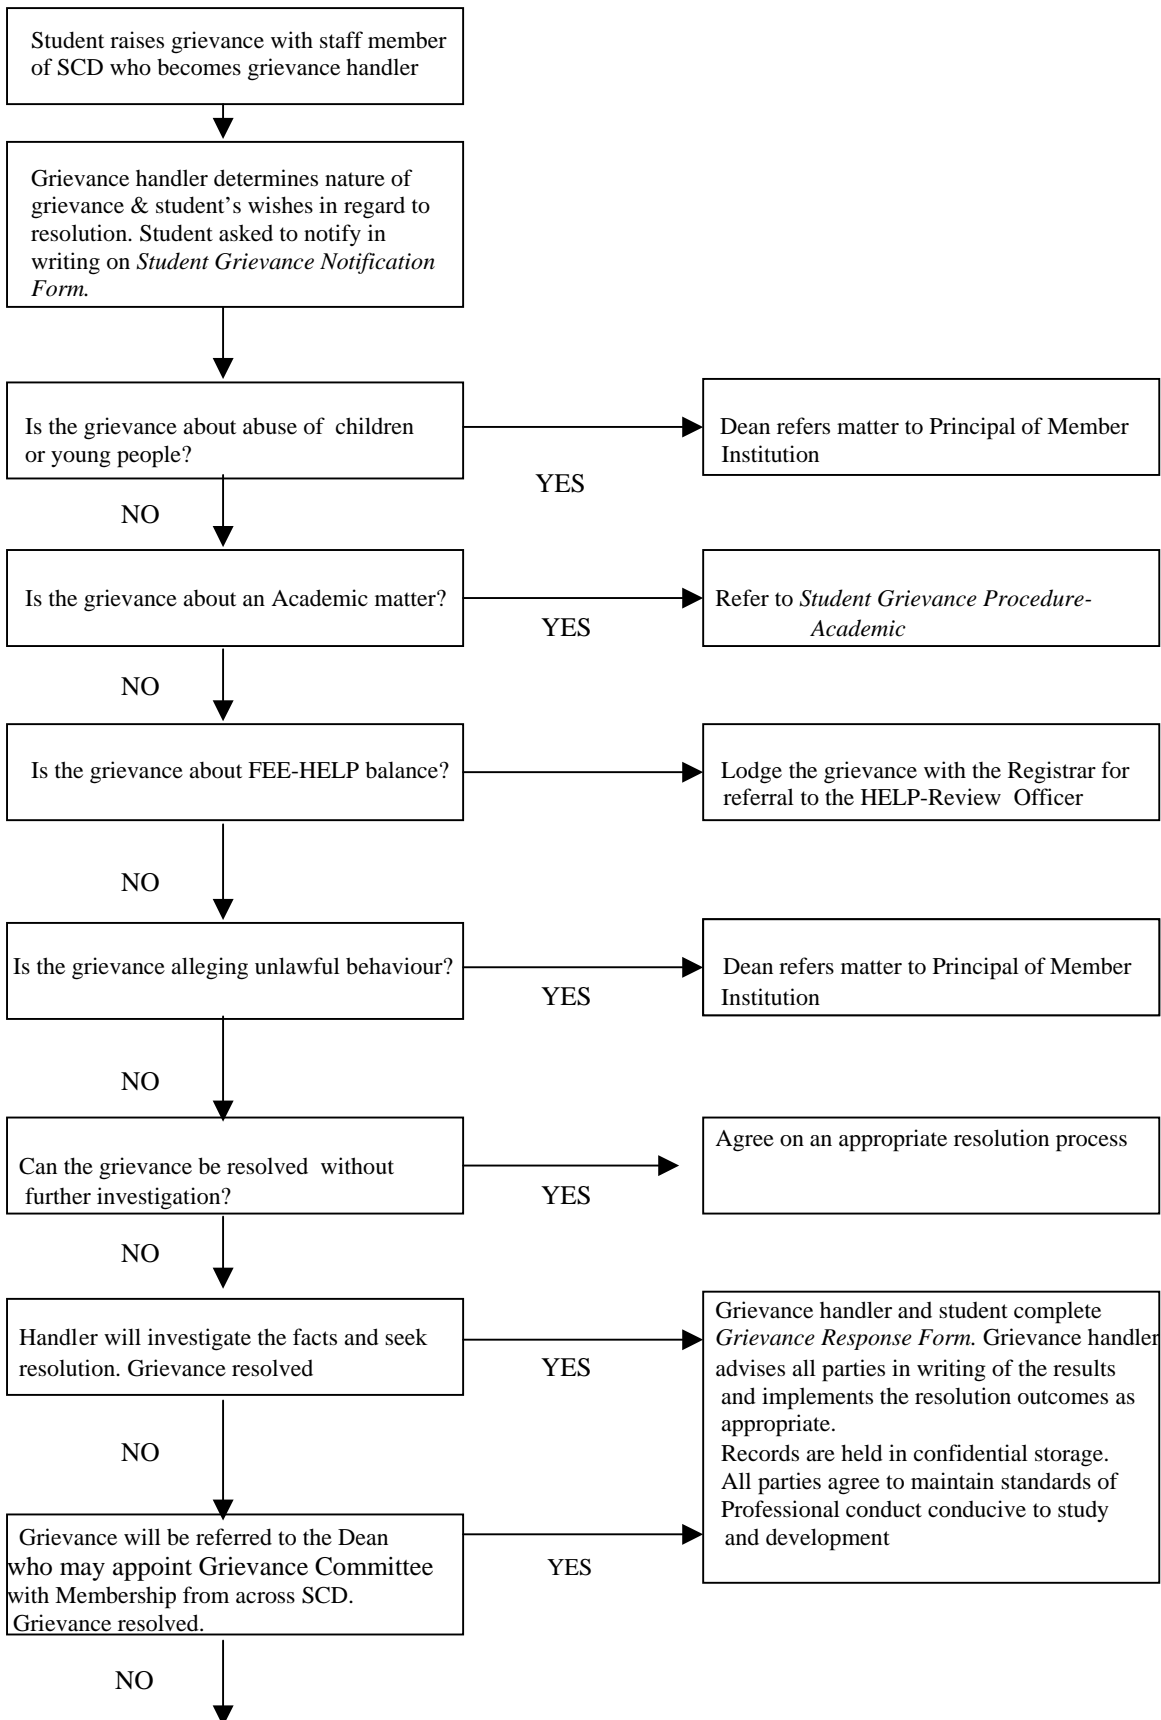 Student raises grievance with staff member
of SCD who becomes grievance handler
Grievance handler determines nature of
grievance & student’s wishes in regard to
resolution. Student asked to notify in
writing on Student Grievance Notification
Form.
Is the grievance about abuse of children
or young people?
YES
Dean refers matter to Principal of Member
Institution
NO
Is the grievance about an Academic matter?
YES
Refer to Student Grievance Procedure-
Academic
NO
Is the grievance about FEE-HELP balance?
Lodge the grievance with the Registrar for
referral to the HELP-Review Officer
NO
Is the grievance alleging unlawful behaviour?
YES
Dean refers matter to Principal of Member
Institution
NO
Can the grievance be resolved without
further investigation?
YES
Agree on an appropriate resolution process
NO
Handler will investigate the facts and seek
resolution. Grievance resolved
YES
Grievance handler and student complete
Grievance Response Form. Grievance handler
advises all parties in writing of the results
and implements the resolution outcomes as
appropriate.
Records are held in confidential storage.
All parties agree to maintain standards of
Professional conduct conducive to study
and development
NO
Grievance will be referred to the Dean
who may appoint Grievance Committee
with Membership from across SCD.
Grievance resolved.
YES
NO